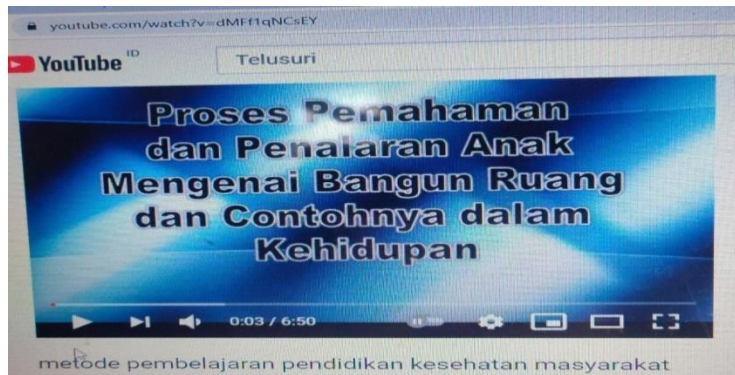 youtube.com/watch?v=dMFf1qNCsEY
YouTube ID
Telusuri
Proses Pemahaman
dan Penalaran Anak
Mengenai Bangun Ruang
dan Contohnya dalam
Kehidupan
0:03 / 6:50
metode pembelajaran pendidikan kesehatan masyarakat